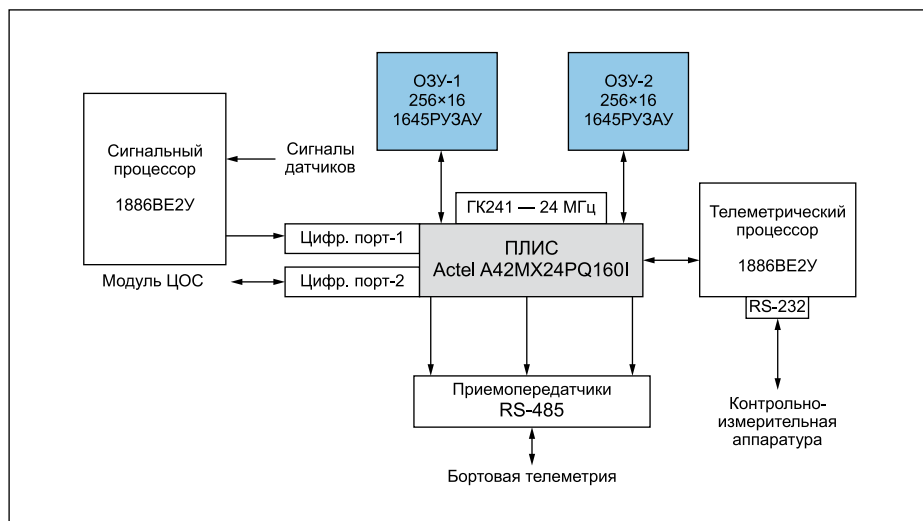 ОЗУ-1
256×16
1645РУ3АУ
ОЗУ-2
256×16
1645РУ3АУ
Сигнальный
процессор
1886ВЕ2У
Сигналы
датчиков
ГК241 — 24 МГц
Телеметрический
процессор
1886ВЕ2У
RS-232
Цифр. порт-1
ПЛИС
Actel A42MX24PQ160I
Модуль ЦОС
Цифр. порт-2
Приемопередатчики
RS-485
Контрольно-
измерительная
аппаратура
Бортовая телеметрия